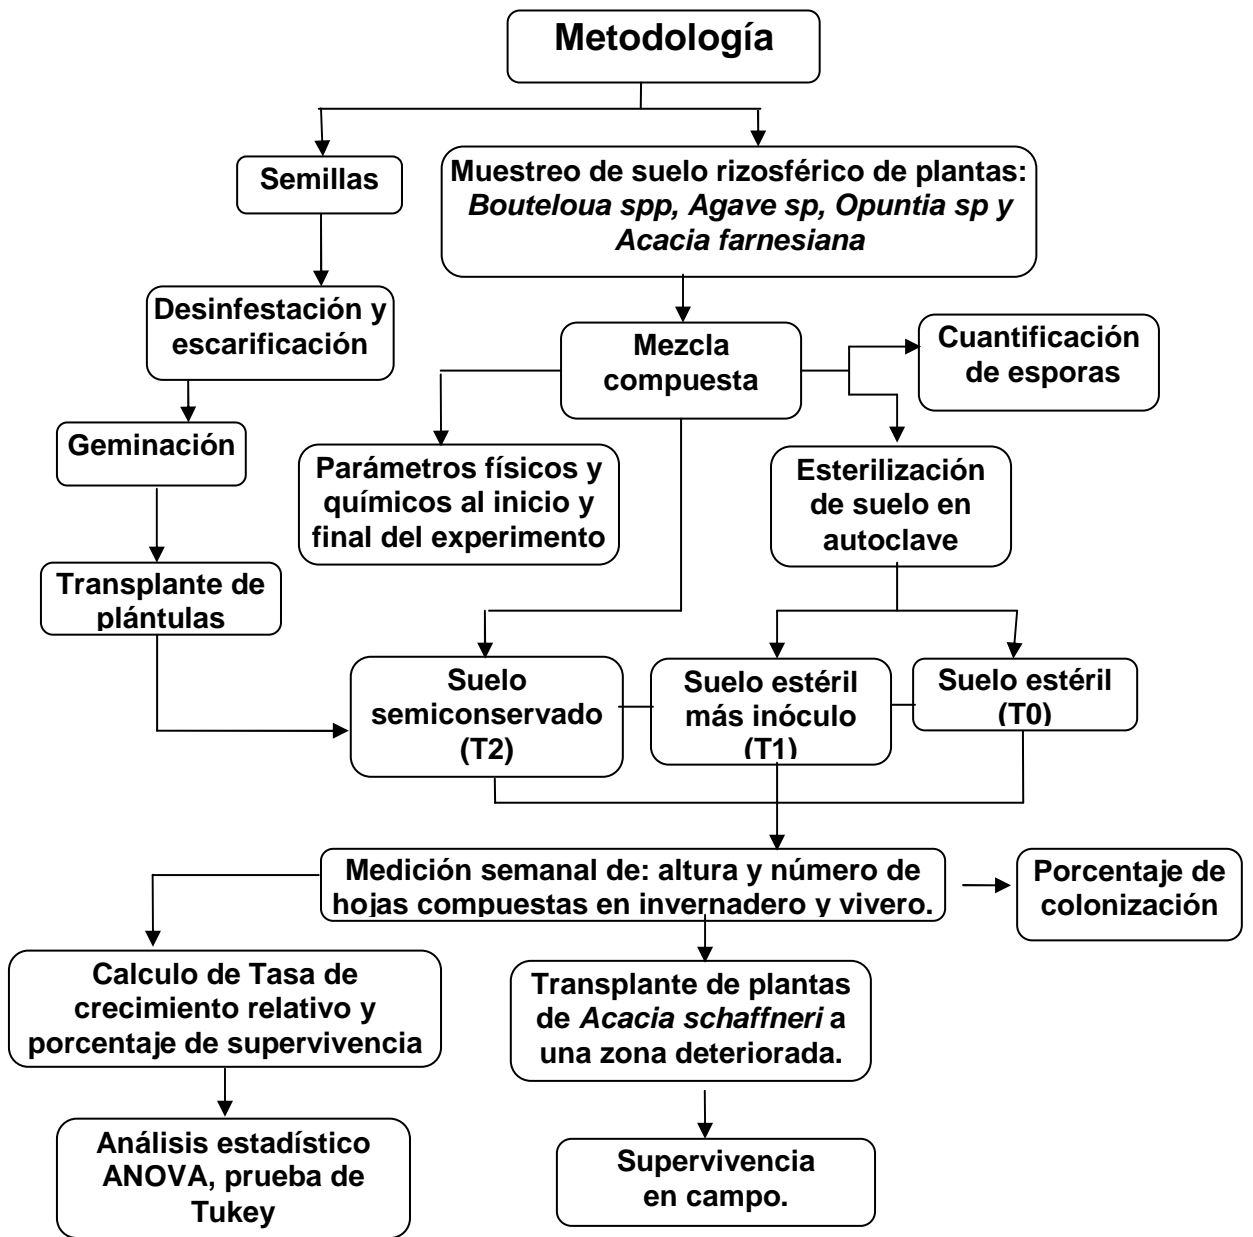 Metodología
Semillas
Muestreo de suelo rizosférico de plantas:
Bouteloua spp, Agave sp, Opuntia sp y
Acacia farnesiana
Desinfestación y
escarificación
Mezcla
compuesta
Cuantificación
de esporas
Geminación
Parámetros físicos y
químicos al inicio y
final del experimento
Esterilización
de suelo en
autoclave
Transplante de
plántulas
Suelo
semiconservado
(T2)
Suelo estéril
más inóculo
(T1)
Suelo estéril
(T0)
Medición semanal de: altura y número de
hojas compuestas en invernadero y vivero.
Porcentaje de
colonización
Calculo de Tasa de
crecimiento relativo y
porcentaje de supervivencia
Transplante de plantas
de Acacia schaffneri a
una zona deteriorada.
Análisis estadístico
ANOVA, prueba de
Tukey
Supervivencia
en campo.